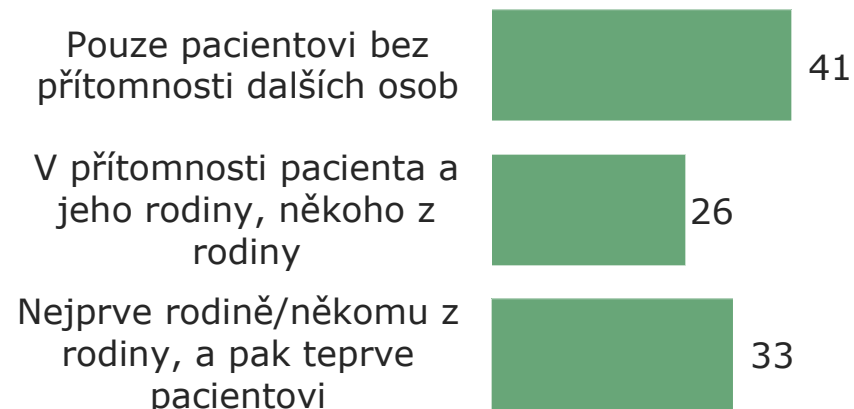 Pouze pacientovi bez
přítomnosti dalších osob
41
V přítomnosti pacienta a
jeho rodiny, někoho z
rodiny
26
Nejprve rodině/někomu z
rodiny, a pak teprve
pacientovi
33